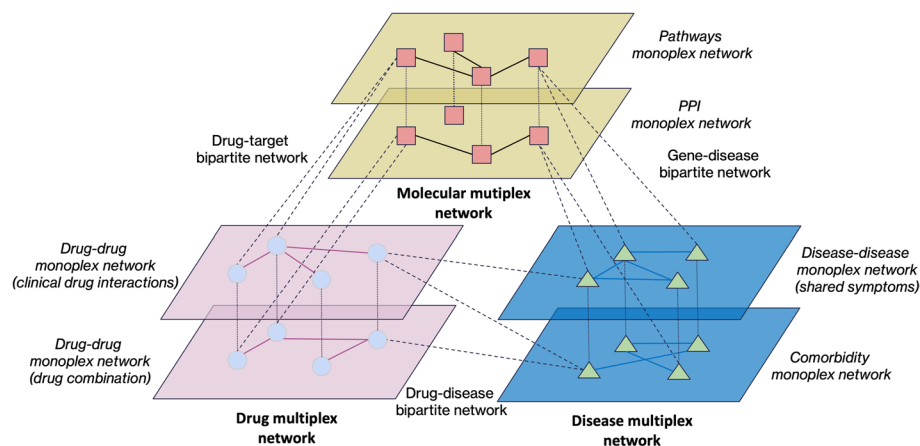 Pathways
monoplex network
PPI
monoplex network
Drug-target
bipartite network
Gene-disease
bipartite network
Molecular mutiplex
network
Drug-drug
monoplex network
(clinical drug interactions)
Disease-disease
monoplex network
(shared symptoms)
Drug-drug
monoplex network
(drug combination)
Comorbidity
monoplex network
Drug-disease
bipartite network
Drug multiplex
network
Disease multiplex
network